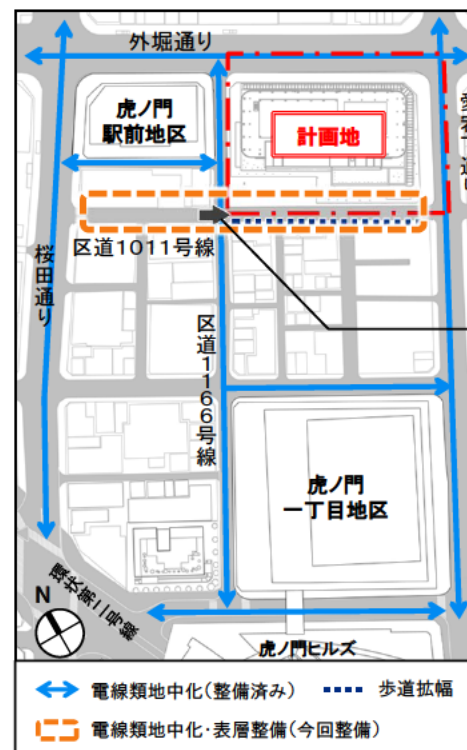 外堀通り
虎ノ門
駅前地区
計画地
区道1011号線
桜田通り
区道1166号線
虎ノ門
一丁目地区
環状第二号線
N
虎ノ門ヒルズ
電線類地中化(整備済み)
歩道拡幅
電線類地中化・表層整備(今回整備)